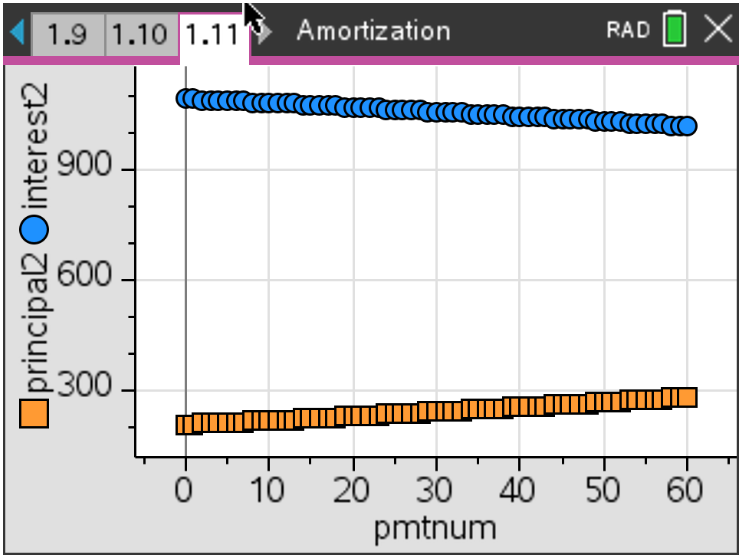 1.9 1.10 1.11 Amortization RAD
principal2 interest2
900
600
300
0 10 20 30 40 50 60
pmtnum